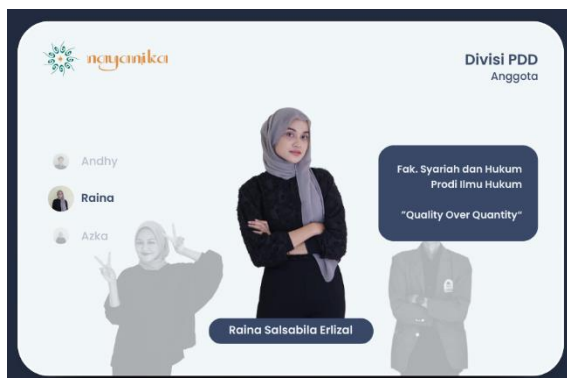 nayanika
Divisi PDD
Anggota
Andhy
Raina
Azka
Fak. Syariah dan Hukum
Prodi Ilmu Hukum
"Quality Over Quantity"
Raina Salsabila Erlizal